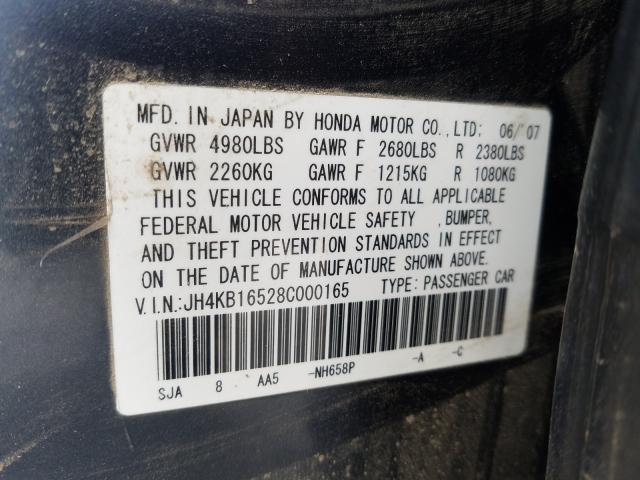 MFD. IN JAPAN BY HONDA MOTOR CO.,LTD: 06/'07
GVWR 4980LBS GAWR F 2680LBS R 2380LBS
GVWR 2260KG GAWR F 1215KG R 1080KG
THIS VEHICLE CONFORMS TO ALL APPLICABLE
FEDERAL MOTOR VEHICLE SAFETY ,BUMPER,
AND THEFT PREVENTION STANDARDS IN EFFECT
ON THE DATE OF MANUFACTURE SHOWN ABOVE.
V.I.N.:JH4KB16528C000165 TYPE: PASSENGER CAR
SJA 8 AA5 -NH658P -A -C